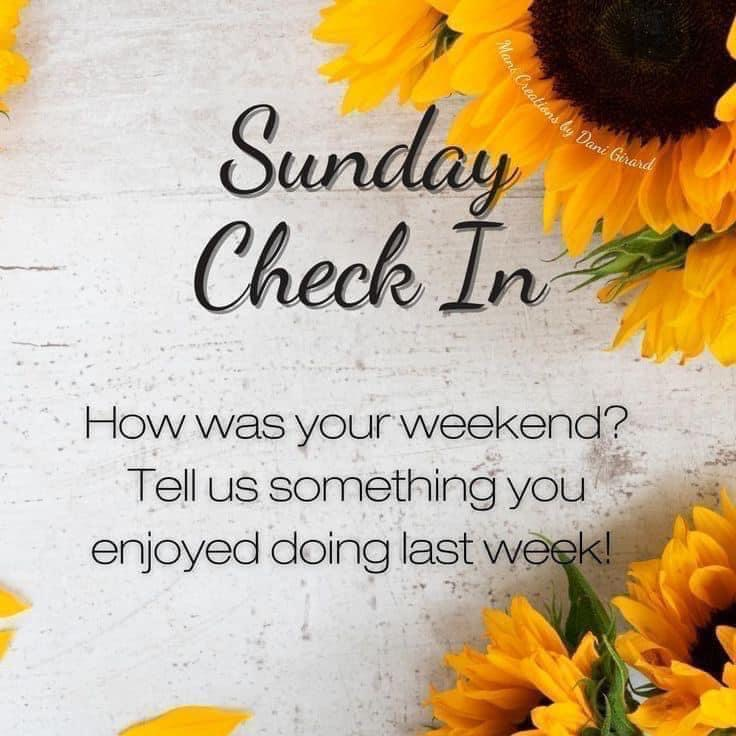 Mani Creations by Dani Girard
Sunday
Check In
How was your weekend?
Tell us something you
enjoyed doing last week!